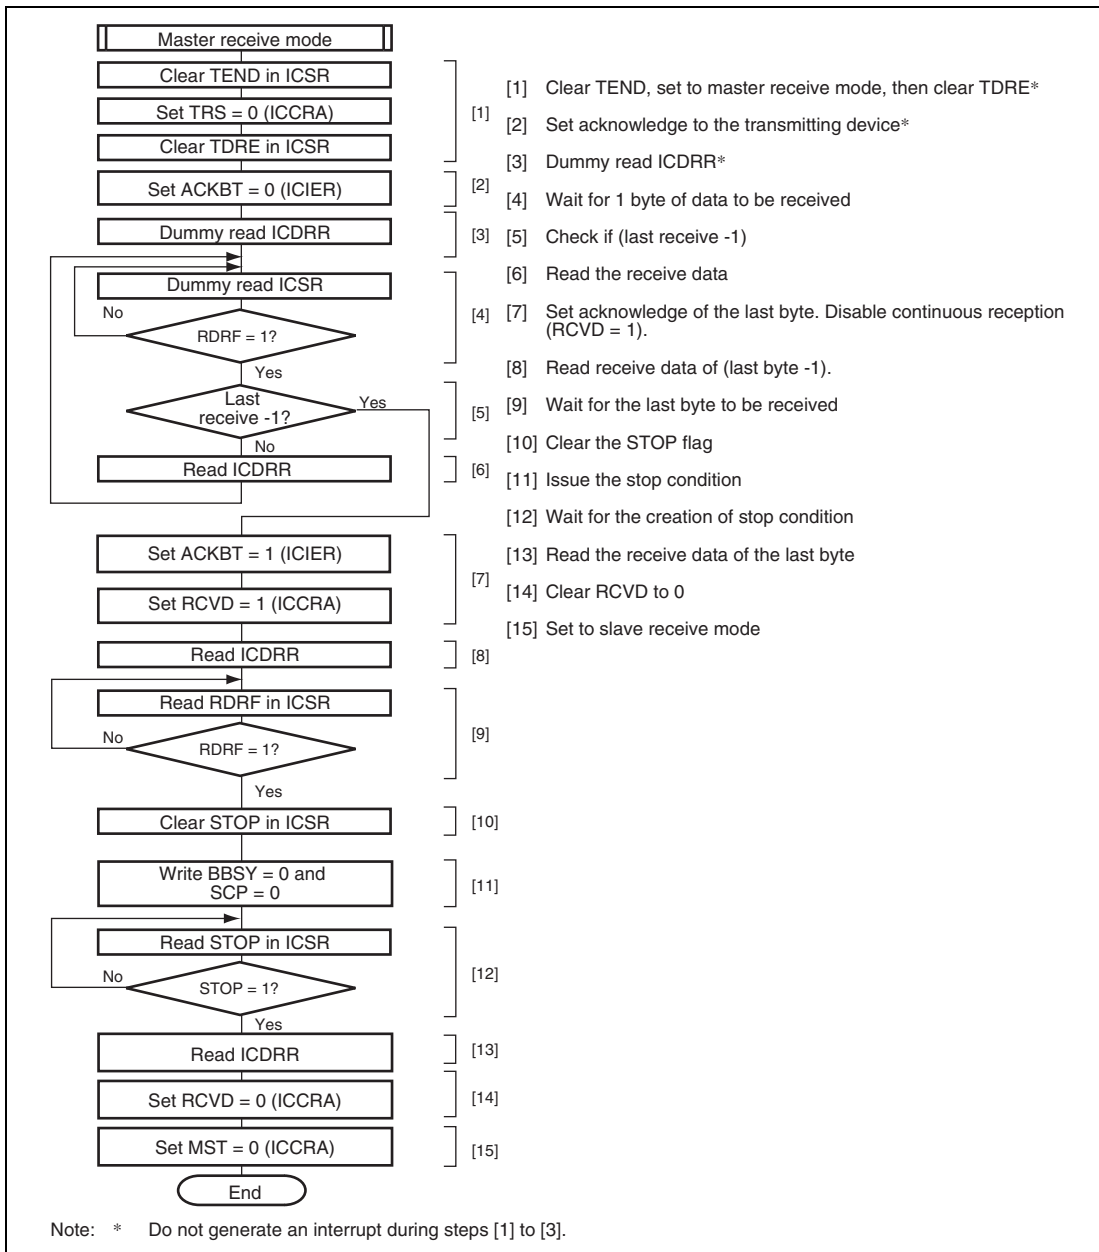 Master receive mode
Clear TEND in ICSR
Set TRS = 0 (ICCRA)
Clear TDRE in ICSR
[1]
Set ACKBT = 0 (ICIER)
[2]
Dummy read ICDRR
[3]
Dummy read ICSR
No
RDRF = 1?
[4]
Yes
Last
receive -1?
Yes
[5]
No
Read ICDRR
[6]
Set ACKBT = 1 (ICIER)
Set RCVD = 1 (ICCRA)
[7]
Read ICDRR
[8]
Read RDRF in ICSR
No
RDRF = 1?
[9]
Yes
Clear STOP in ICSR
[10]
Write BBSY = 0 and
SCP = 0
[11]
Read STOP in ICSR
No
STOP = 1?
[12]
Yes
Read ICDRR
[13]
Set RCVD = 0 (ICCRA)
[14]
Set MST = 0 (ICCRA)
[15]
End
[1] Clear TEND, set to master receive mode, then clear TDRE*
[2] Set acknowledge to the transmitting device*
[3] Dummy read ICDRR*
[4] Wait for 1 byte of data to be received
[5] Check if (last receive -1)
[6] Read the receive data
[7] Set acknowledge of the last byte. Disable continuous reception
(RCVD = 1).
[8] Read receive data of (last byte -1).
[9] Wait for the last byte to be received
[10] Clear the STOP flag
[11] Issue the stop condition
[12] Wait for the creation of stop condition
[13] Read the receive data of the last byte
[14] Clear RCVD to 0
[15] Set to slave receive mode
Note: * Do not generate an interrupt during steps [1] to [3].